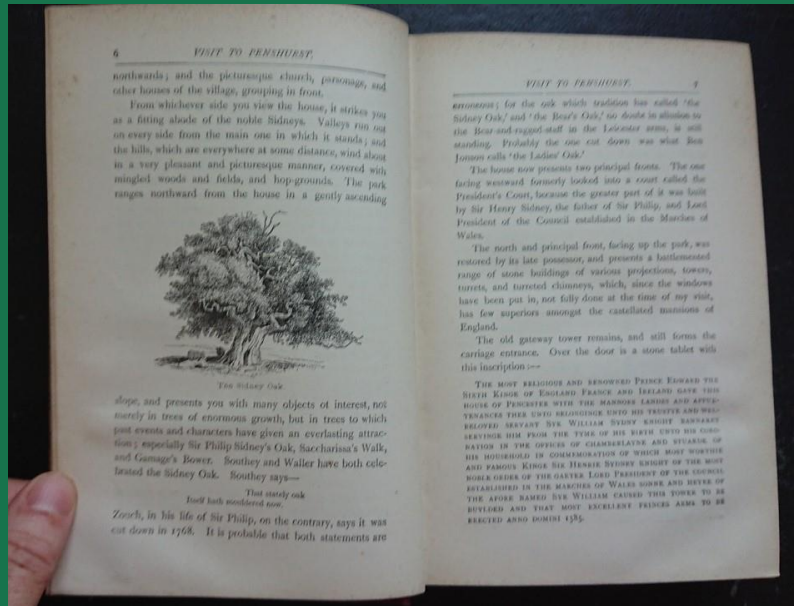 6 VISIT TO PENSHURST.
northwards; and the picturesque church, parsonage, and
other houses of the village, grouping in front.
From whichever side you view the house, it strikes you
as a fitting abode of the noble Sidneys. Valleys run out
on every side from the main one in which it stands; and
the hills, which are everywhere at some distance, wind about
in a very pleasant and picturesque manner, covered with
mingled woods and fields, and hop-grounds. The park
ranges northward from the house in a gently ascending
The Sidney Oak.
slope, and presents you with many objects of interest, not
merely in trees of enormous growth, but in trees to which
past events and characters have given an everlasting attrac-
tion; especially Sir Philip Sidney's Oak, Saccharissa's Walk,
and Gamage's Bower. Southey and Waller have both cele-
brated the Sidney Oak. Southey says—
That stately oak
Itself hath mouldered now.
Zouch, in his life of Sir Philip, on the contrary, says it was
cut down in 1768. It is probable that both statements are
VISIT TO PENSHURST. 7
erroneous; for the oak which tradition has called 'the
Sidney Oak,' and 'the Bear's Oak,' no doubt in allusion to
the Bear-and-ragged-staff in the Leicester arms, is still
standing. Probably the one cut down was what Ben
Jonson calls 'the Ladies' Oak.'
The house now presents two principal fronts. The one
facing westward formerly looked into a court called the
President's Court, because the greater part of it was built
by Sir Henry Sidney, the father of Sir Philip, and Lord
President of the Council established in the Marches of
Wales.
The north and principal front, facing up the park, was
restored by its late possessor, and presents a battlemented
range of stone buildings of various projections, towers,
turrets, and turreted chimneys, which, since the windows
have been put in, not fully done at the time of my visit,
has few superiors amongst the castellated mansions of
England.
The old gateway tower remains, and still forms the
carriage entrance. Over the door is a stone tablet with
this inscription:—
THE MOST RELIGIOUS AND RENOWNED PRINCE EDWARD THE
SIXTH KINGE OF ENGLAND FRANCE AND IRELAND GAVE THIS
HOUSE OF PENCESTER WITH THE MANNORS LANDES AND APPUR-
TENANCES THER UNTO BELONGINGE UNTO HIS TRUSTIE AND WEL-
BELOVED SERVANT SYR WILLIAM SYDNY KNIGHT BANNARET
SERVINGE HIM FROM THE TYME OF HIS BIRTH UNTO HIS CORO-
NATION IN THE OFFICES OF CHAMBERLAYNE AND STUARDE OF
HIS HOUSEHOLD IN COMMEMORATION OF WHICH MOST WORTHIE
AND FAMOUS KINGE SIR HENRIE SYDNEY KNIGHT OF THE MOST
NOBLE ORDER OF THE GARTER LORD PRESIDENT OF THE COUNCIL
ESTABLISHED IN THE MARCHES OF WALES SONNE AND HEYRE OF
THE AFORE NAMED SYR WILLIAM CAUSED THIS TOWER TO BE
BUYLDED AND THAT MOST EXCELLENT PRINCES ARMS TO BE
ERECTED ANNO DOMINI 1585.